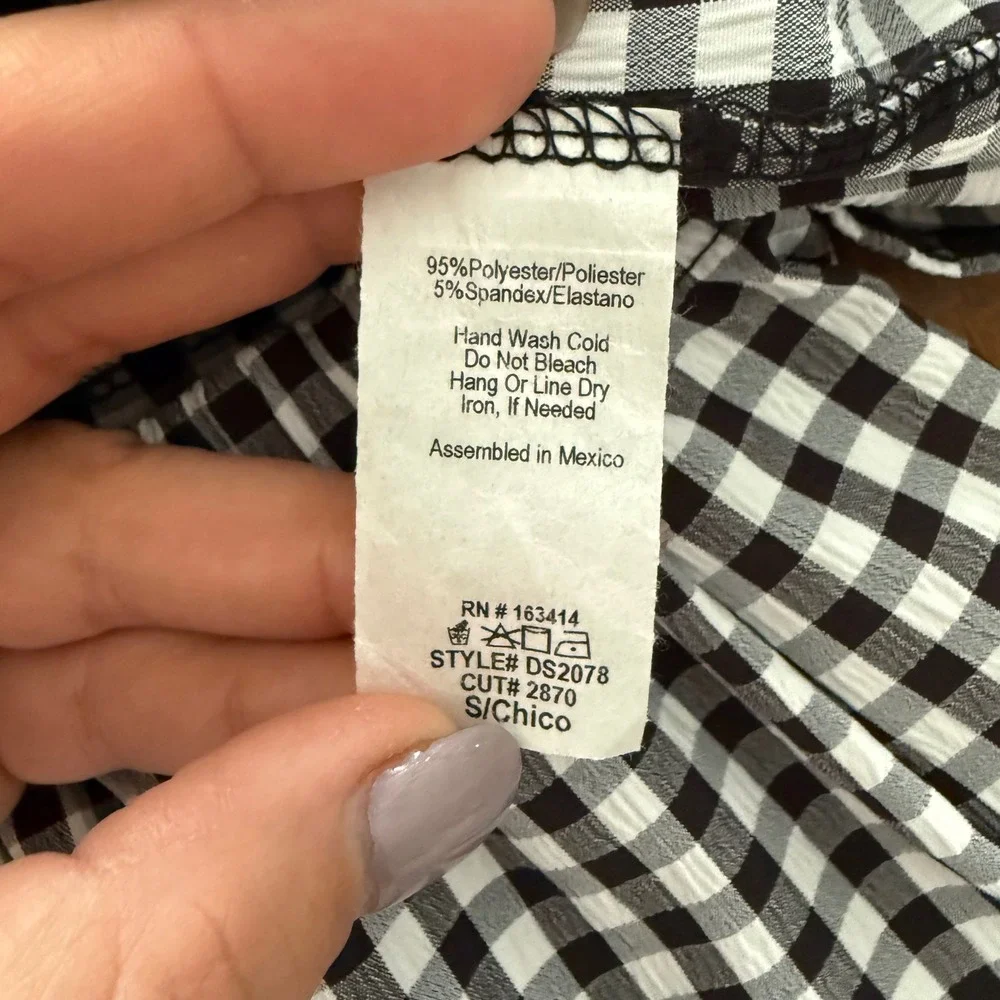 95%Polyester/Poliester
5%Spandex/Elastano
Hand Wash Cold
Do Not Bleach
Hang Or Line Dry
Iron, If Needed
Assembled in Mexico
RN # 163414
STYLE# DS2078
CUT# 2870
S/Chico